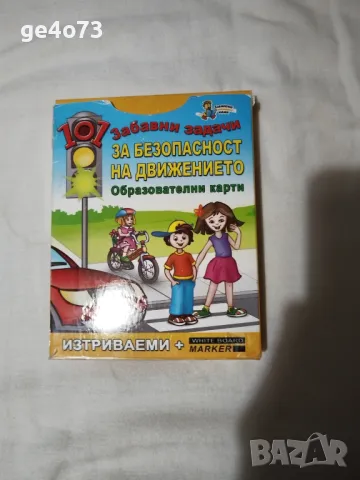 ge4o73
101
Забавни задачи
ЗА БЕЗОПАСНОСТ
НА ДВИЖЕНИЕТО
Образователни карти
ИЗТРИВАЕМИ +
WHITE BOARD
MARKER
BAZAR